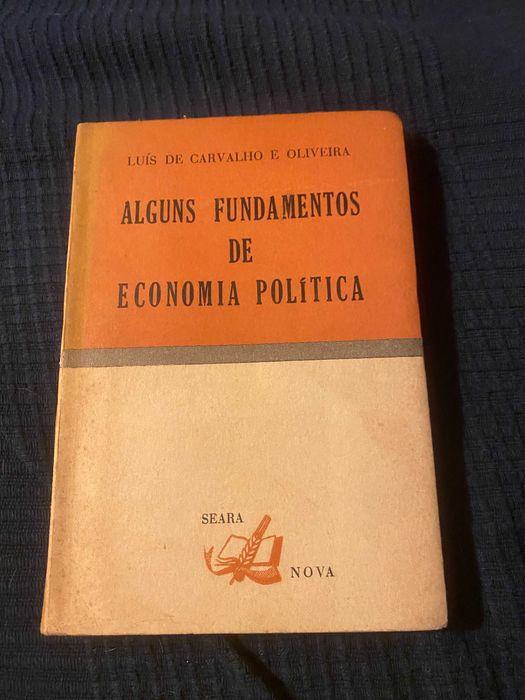 LUÍS DE CARVALHO E OLIVEIRA
ALGUNS FUNDAMENTOS
DE
ECONOMIA POLÍTICA
SEARA
NOVA